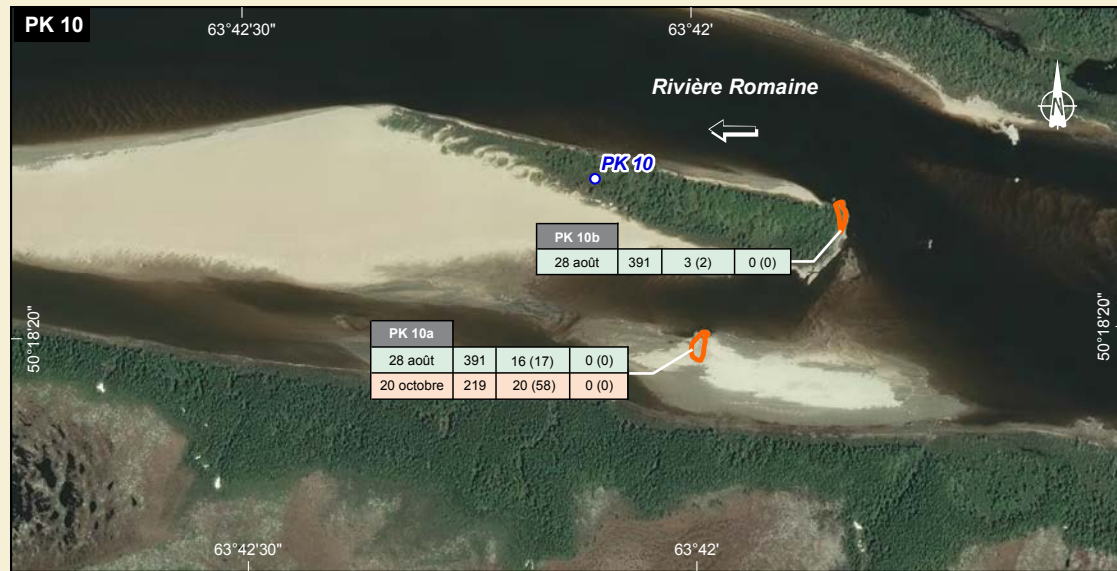 PK 10
63°42'30" 63°42'
Rivière Romaine
PK 10
PK 10b
28 août 391 3 (2) 0 (0)
50°18'20" 50°18'20"
PK 10a
28 août 391 16 (17) 0 (0)
20 octobre 219 20 (58) 0 (0)
63°42'30" 63°42'
N